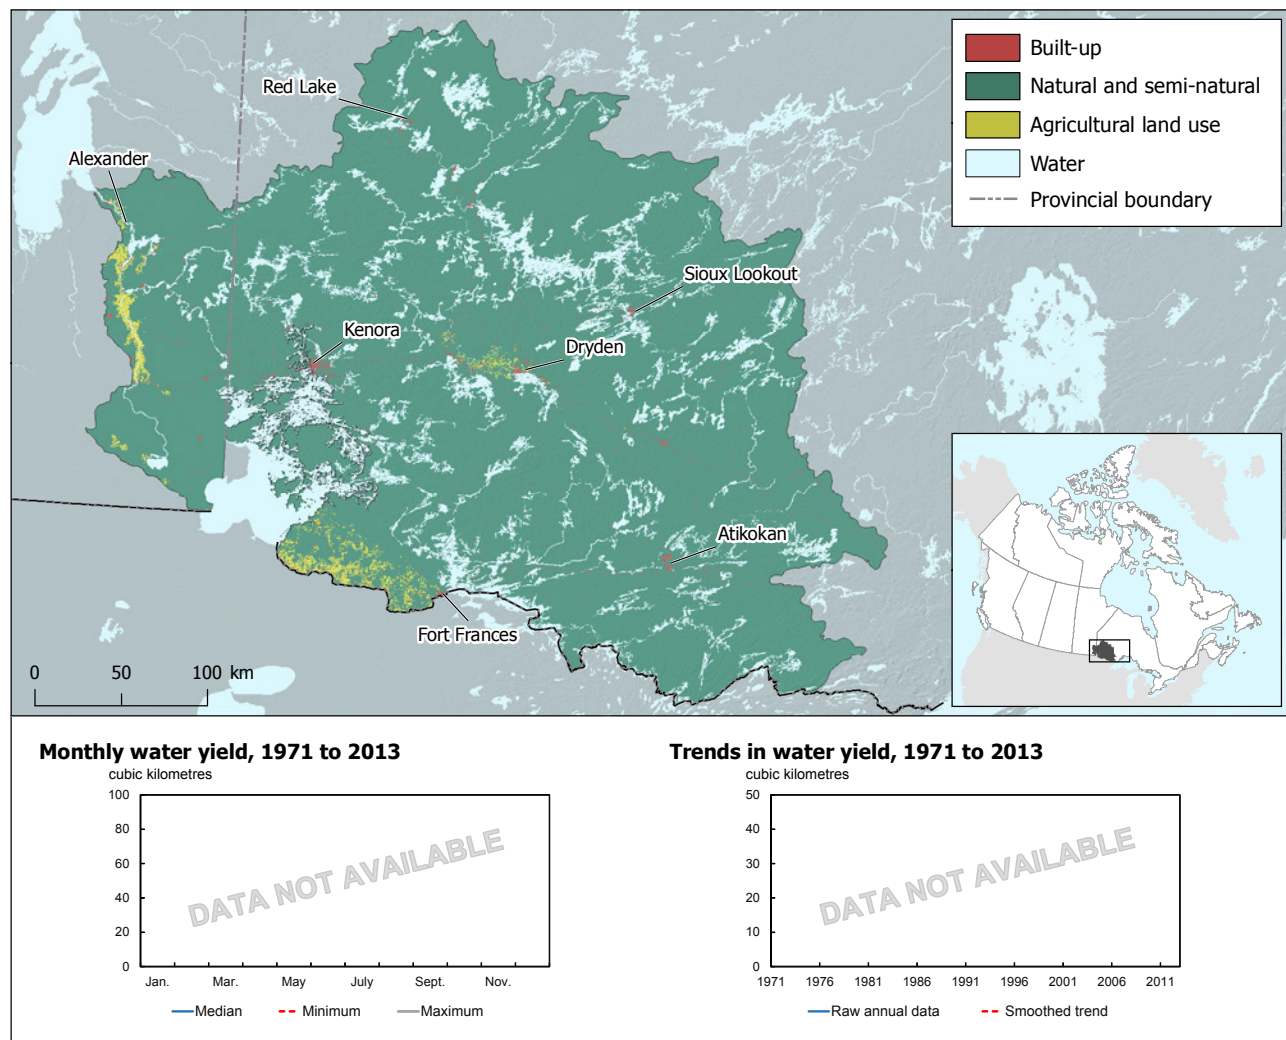 Built-up
Natural and semi-natural
Agricultural land use
Water
Provincial boundary
Red Lake
Alexander
Sioux Lookout
Kenora
Dryden
Atikokan
Fort Frances
0 50 100 km
Monthly water yield, 1971 to 2013
cubic kilometres
100
80
60
40
20
0
DATA NOT AVAILABLE
Jan. Mar. May July Sept. Nov.
Median Minimum Maximum
Trends in water yield, 1971 to 2013
cubic kilometres
50
40
30
20
10
0
DATA NOT AVAILABLE
1971 1976 1981 1986 1991 1996 2001 2006 2011
Raw annual data Smoothed trend